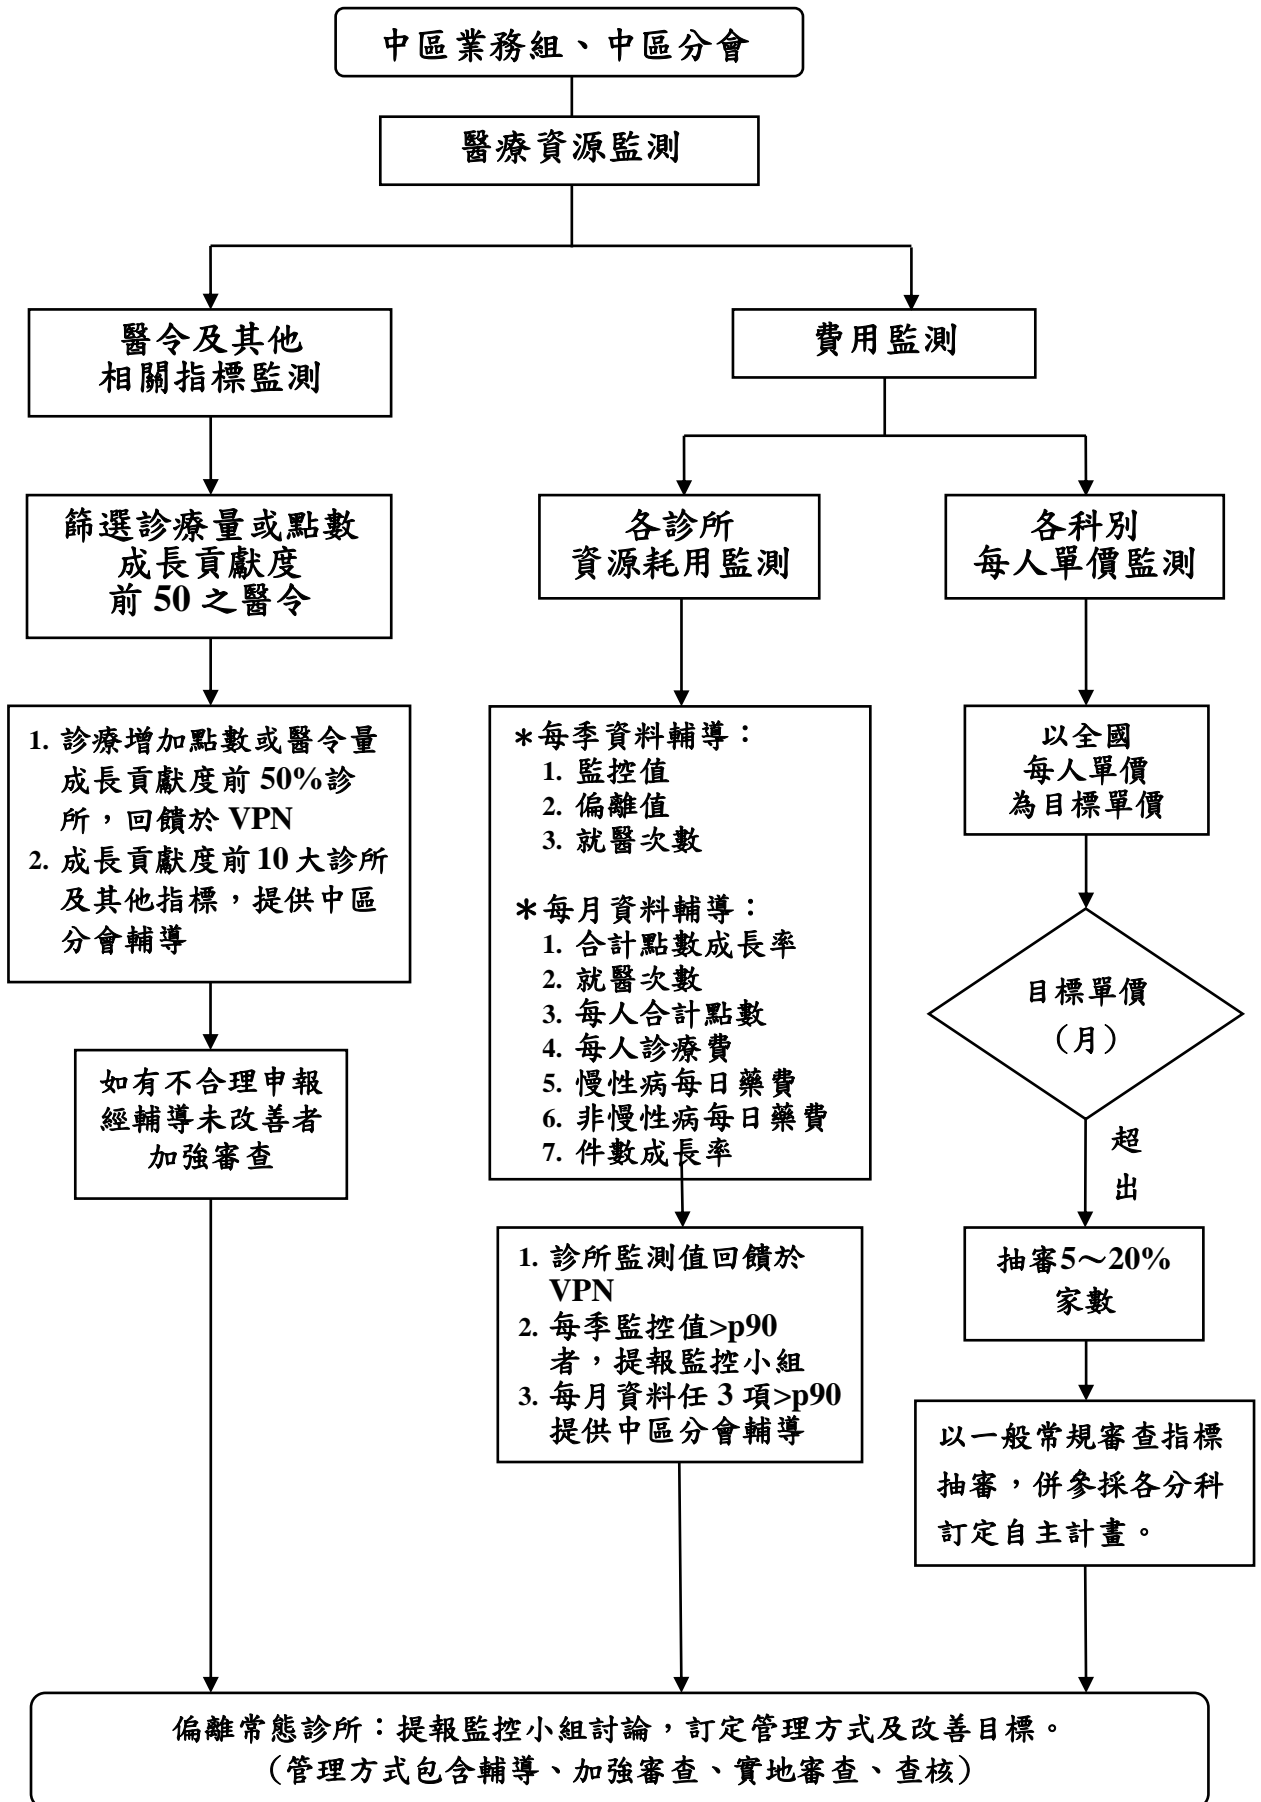 中區業務組、中區分會
醫療資源監測
醫令及其他
相關指標監測
費用監測
篩選診療量或點數
成長貢獻度
前 50 之醫令
各診所
資源耗用監測
各科別
每人單價監測
1. 診療增加點數或醫令量
成長貢獻度前 50%診
所，回饋於 VPN
2. 成長貢獻度前 10 大診所
及其他指標，提供中區
分會輔導
＊每季資料輔導：
1. 監控值
2. 偏離值
3. 就醫次數
＊每月資料輔導：
1. 合計點數成長率
2. 就醫次數
3. 每人合計點數
4. 每人診療費
5. 慢性病每日藥費
6. 非慢性病每日藥費
7. 件數成長率
以全國
每人單價
為目標單價
目標單價
（月）
超
出
如有不合理申報
經輔導未改善者
加強審查
1. 診所監測值回饋於
VPN
2. 每季監控值>p90
者，提報監控小組
3. 每月資料任 3 項>p90
提供中區分會輔導
抽審5～20%
家數
以一般常規審查指標
抽審，併參採各分科
訂定自主計畫。
偏離常態診所：提報監控小組討論，訂定管理方式及改善目標。
（管理方式包含輔導、加強審查、實地審查、查核）